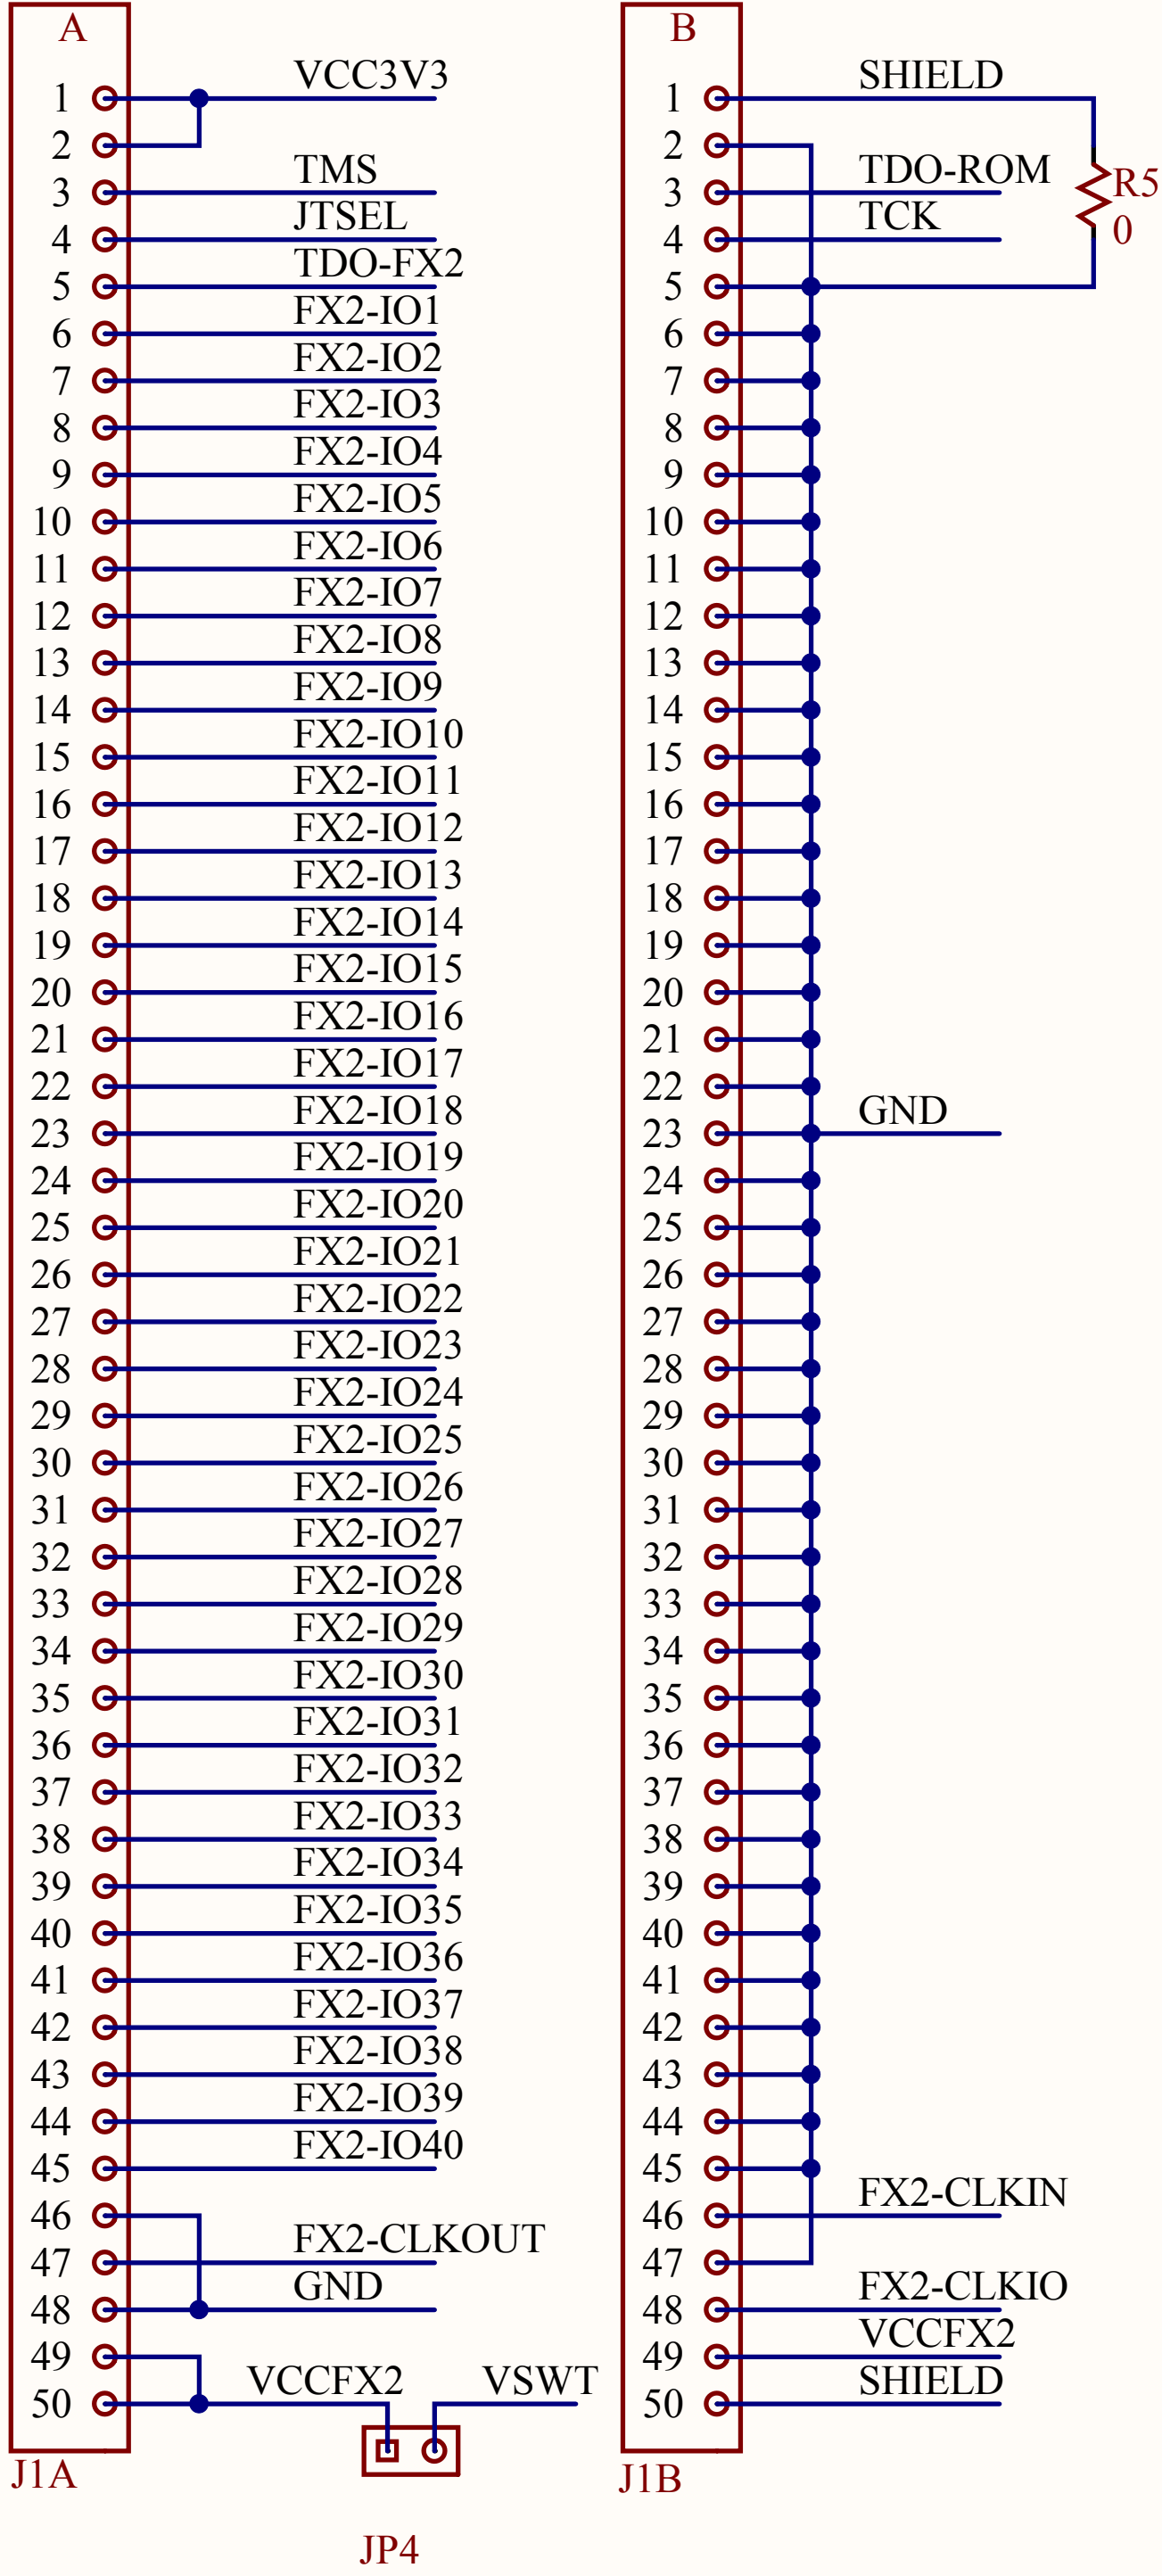 A
1 VCC3V3
2
3 TMS
4 JTSEL
5 TDO-FX2
6 FX2-IO1
7 FX2-IO2
8 FX2-IO3
9 FX2-IO4
10 FX2-IO5
11 FX2-IO6
12 FX2-IO7
13 FX2-IO8
14 FX2-IO9
15 FX2-IO10
16 FX2-IO11
17 FX2-IO12
18 FX2-IO13
19 FX2-IO14
20 FX2-IO15
21 FX2-IO16
22 FX2-IO17
23 FX2-IO18
24 FX2-IO19
25 FX2-IO20
26 FX2-IO21
27 FX2-IO22
28 FX2-IO23
29 FX2-IO24
30 FX2-IO25
31 FX2-IO26
32 FX2-IO27
33 FX2-IO28
34 FX2-IO29
35 FX2-IO30
36 FX2-IO31
37 FX2-IO32
38 FX2-IO33
39 FX2-IO34
40 FX2-IO35
41 FX2-IO36
42 FX2-IO37
43 FX2-IO38
44 FX2-IO39
45 FX2-IO40
46
47 FX2-CLKOUT
48 GND
49
50 VCCFX2 VSWT
J1A
JP4
B
1 SHIELD
2
3 TDO-ROM R5
4 TCK 0
5
6
7
8
9
10
11
12
13
14
15
16
17
18
19
20
21
22
23 GND
24
25
26
27
28
29
30
31
32
33
34
35
36
37
38
39
40
41
42
43
44
45
46 FX2-CLKIN
47
48 FX2-CLKIO
49 VCCFX2
50 SHIELD
J1B